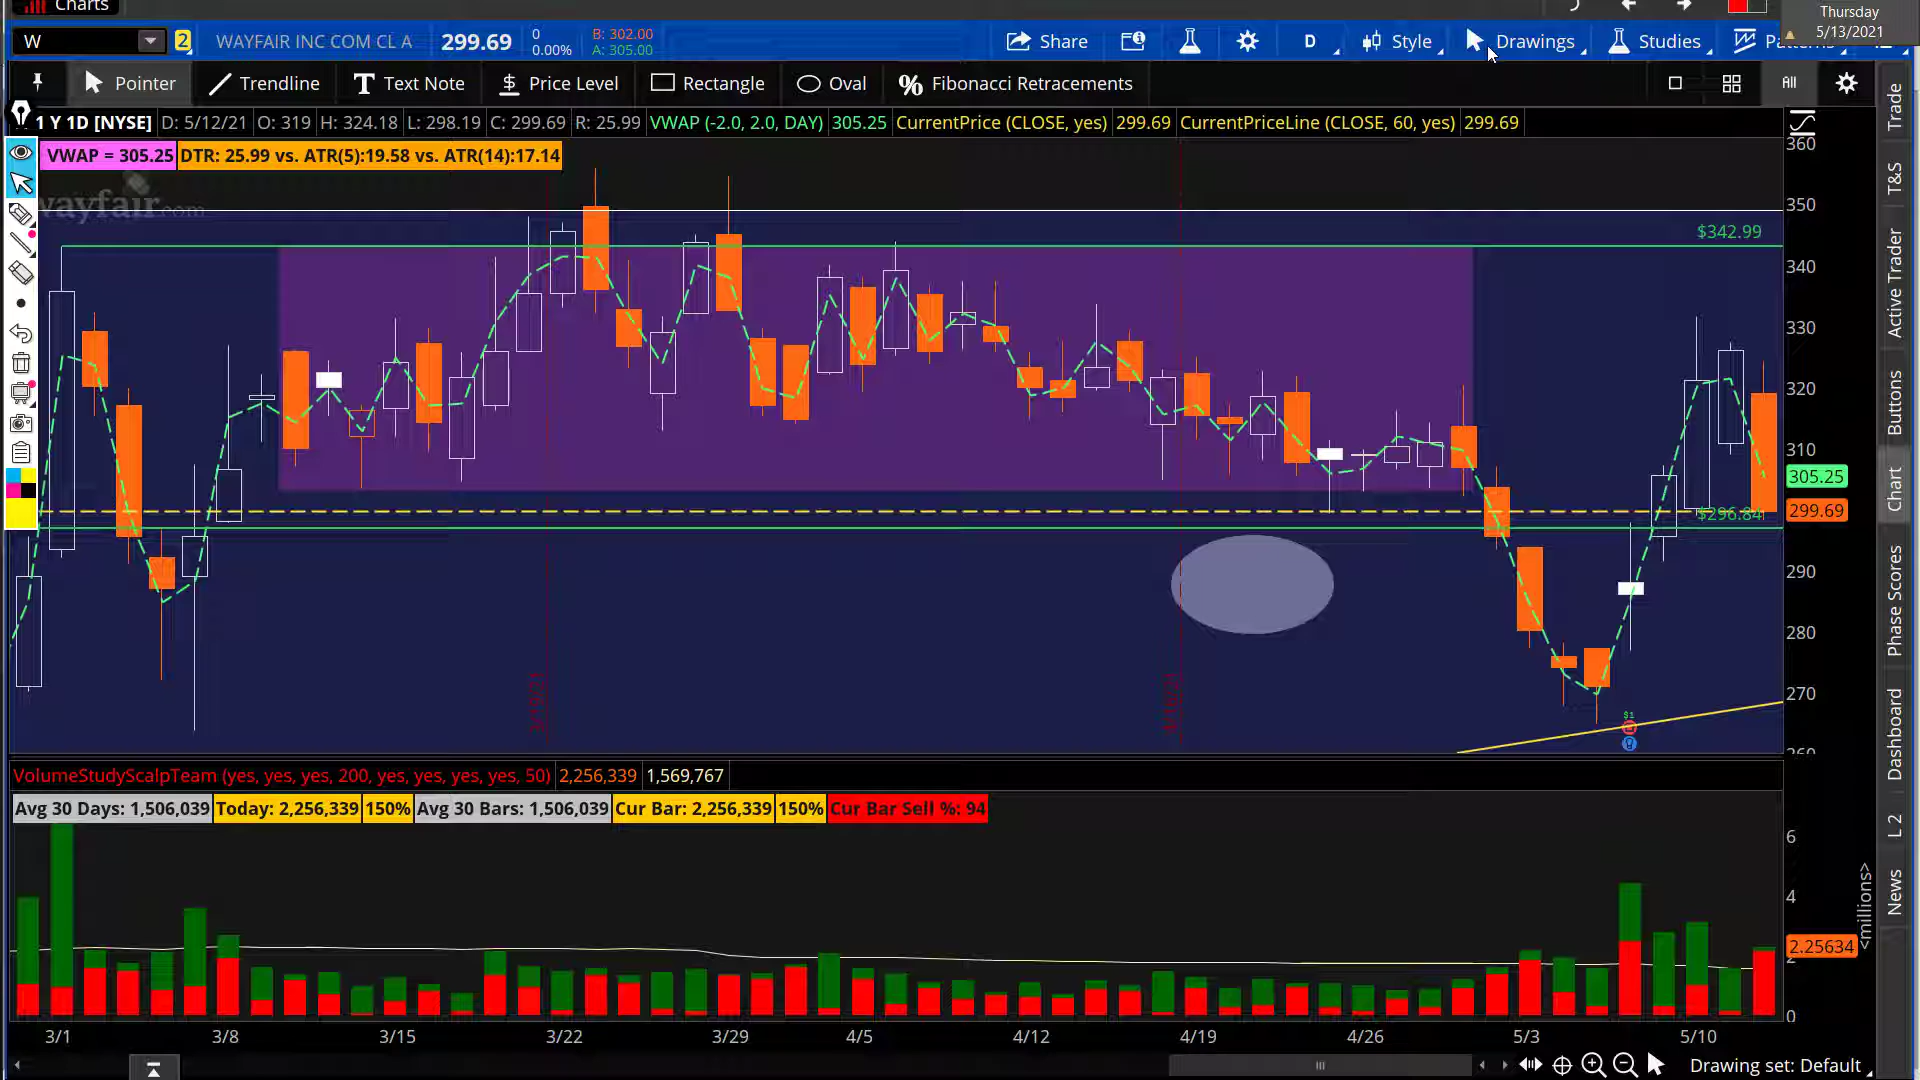 Charts
Thursday
5/13/2021
W
2
WAYFAIR INC COM CL A
299.69
0
0.00%
B: 302.00
A: 305.00
Share
D
Style
Drawings
Studies
Pointer
Trendline
Text Note
Price Level
Rectangle
Oval
Fibonacci Retracements
All
1 Y 1D [NYSE]
D: 5/12/21
O: 319
H: 324.18
L: 298.19
C: 299.69
R: 25.99
VWAP (-2.0, 2.0, DAY)
305.25
CurrentPrice (CLOSE, yes)
299.69
CurrentPriceLine (CLOSE, 60, yes)
299.69
VWAP = 305.25
DTR: 25.99 vs. ATR(5):19.58 vs. ATR(14):17.14
wayfair.com
$342.99
$296.84
360
350
340
330
320
310
305.25
299.69
290
280
270
260
3/19/21
4/16/21
$1
Trade
T&S
Active Trader
Buttons
Chart
Phase Scores
Dashboard
L 2
News
VolumeStudyScalpTeam (yes, yes, yes, 200, yes, yes, yes, yes, 50)
2,256,339
1,569,767
Avg 30 Days: 1,506,039
Today: 2,256,339
150%
Avg 30 Bars: 1,506,039
Cur Bar: 2,256,339
150%
Cur Bar Sell %: 94
6
4
2.25634
2
0
<millions>
3/1
3/8
3/15
3/22
3/29
4/5
4/12
4/19
4/26
5/3
5/10
Drawing set: Default